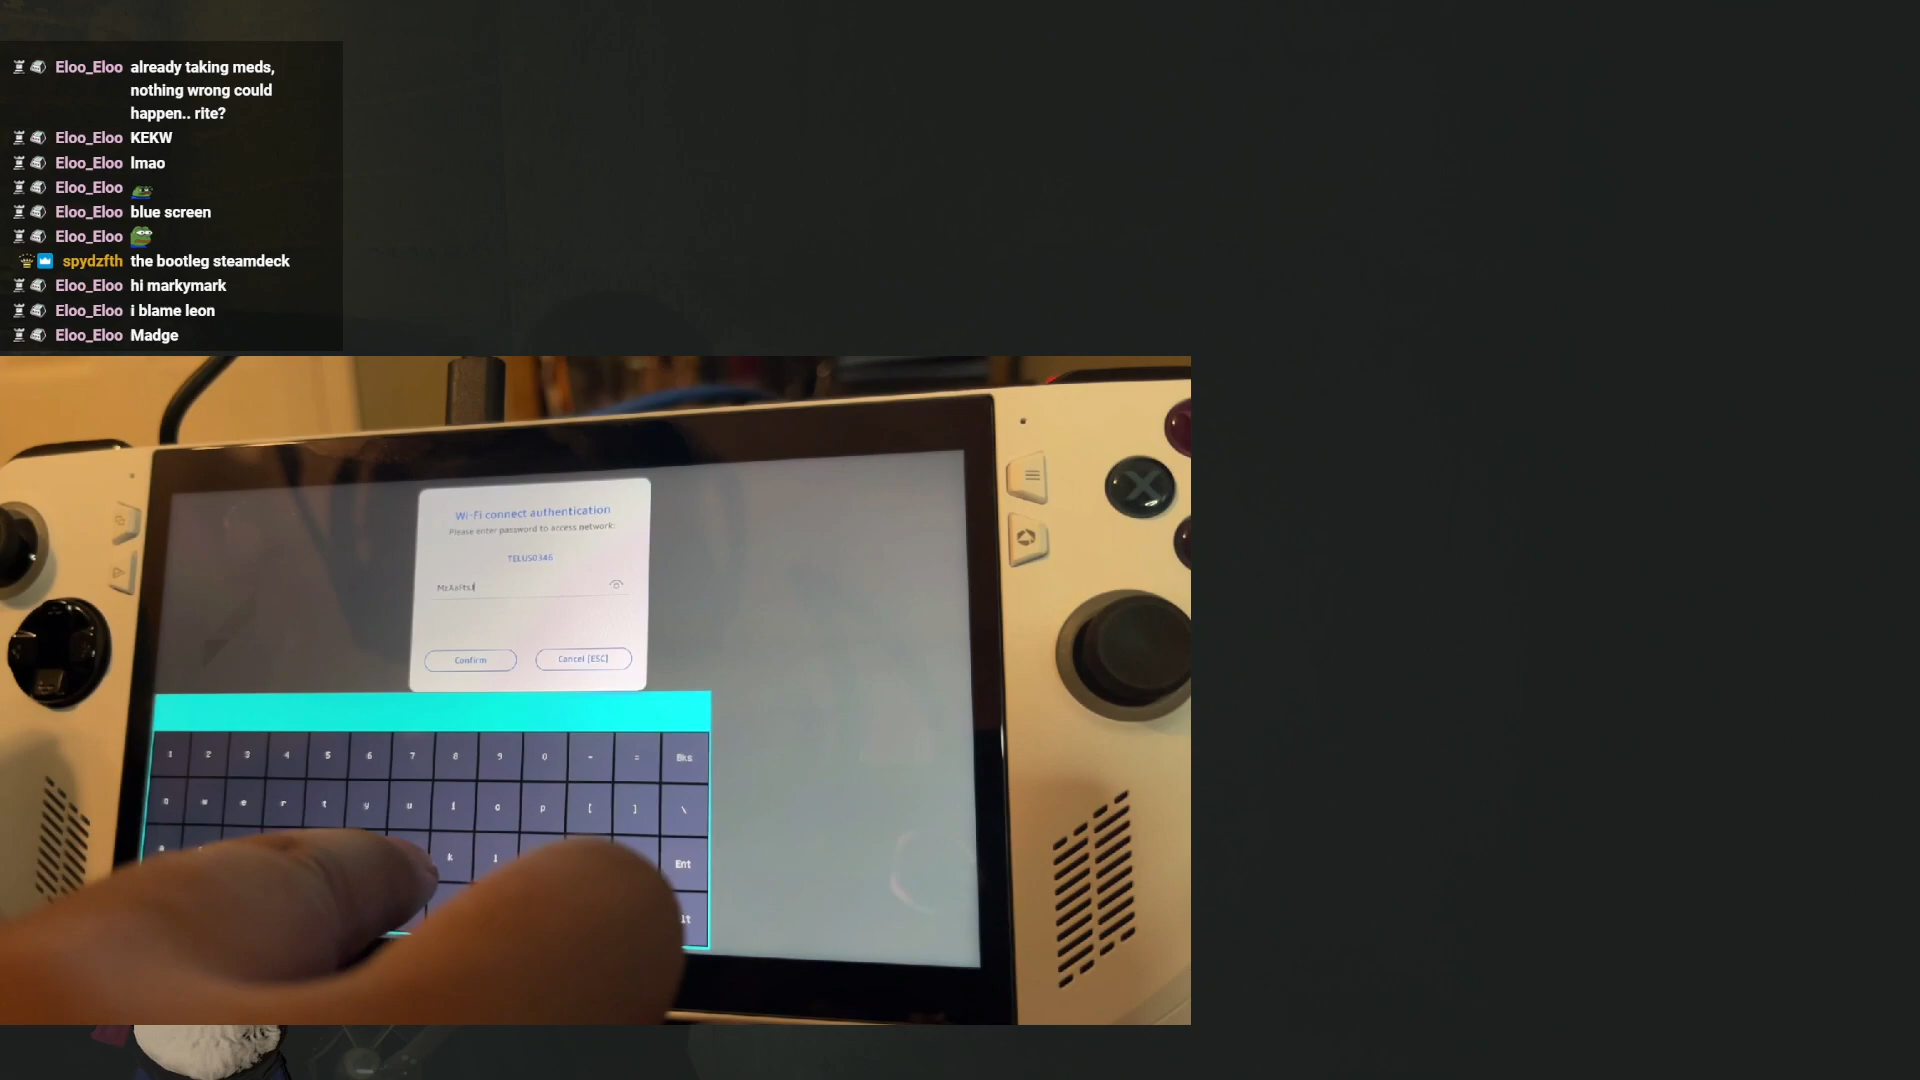 Eloo_Eloo already taking meds,
nothing wrong could
happen.. rite?
Eloo_Eloo KEKW
Eloo_Eloo lmao
Eloo_Eloo
Eloo_Eloo blue screen
Eloo_Eloo
spydzfth the bootleg steamdeck
Eloo_Eloo hi markymark
Eloo_Eloo i blame leon
Eloo_Eloo Madge
Wi-Fi connect authentication
Please enter password to access network:
TELUS0346
Confirm Cancel [ESC]
1 2 3 4 5 6 7 8 9 0 - = Bks
q w e r t y u i o p [ ] \
a k l Ent
X